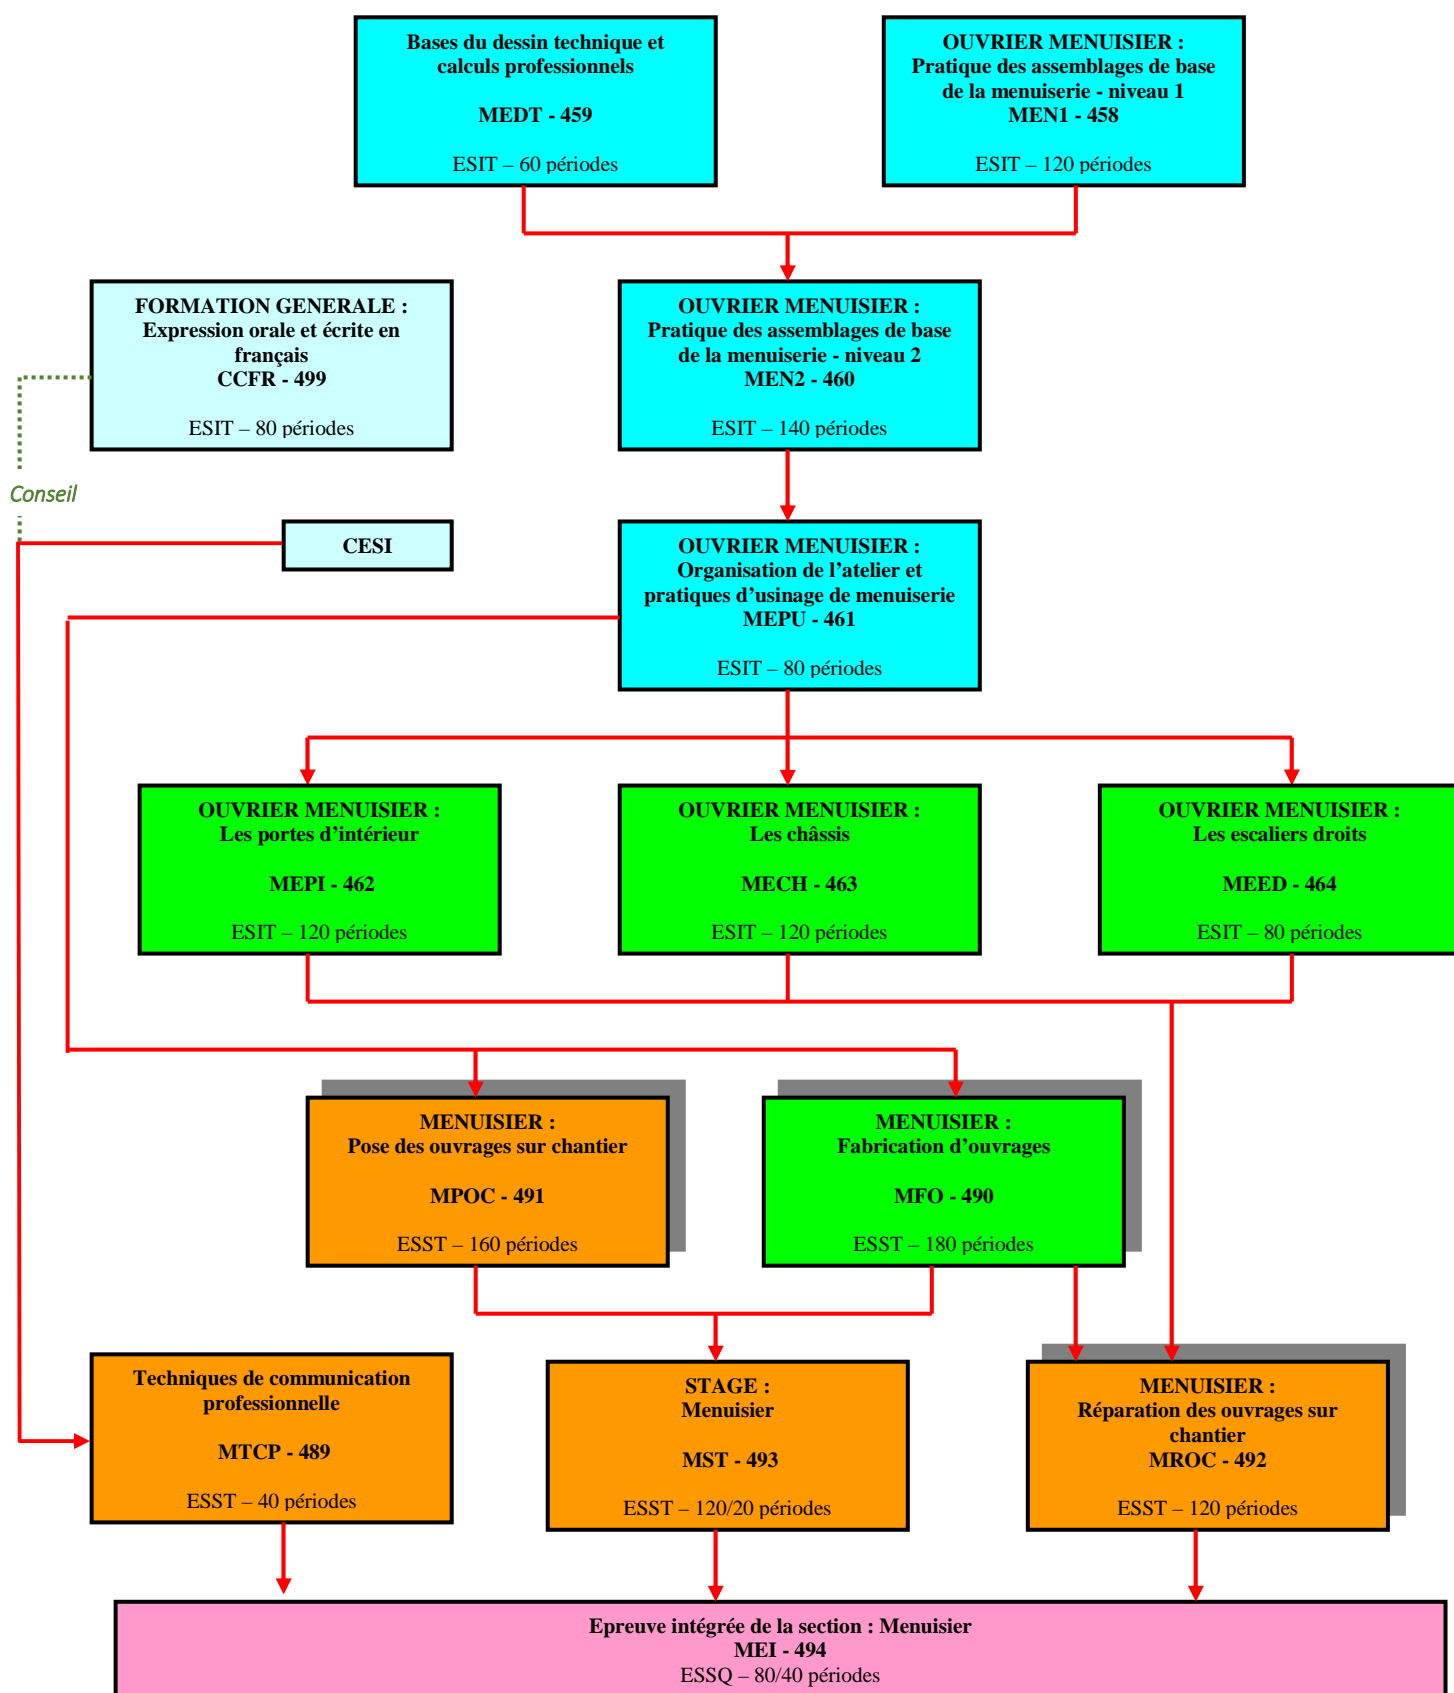 Bases du dessin technique et
calculs professionnels
MEDT - 459
ESIT – 60 périodes
OUVRIER MENUISIER :
Pratique des assemblages de base
de la menuiserie - niveau 1
MEN1 - 458
ESIT – 120 périodes
FORMATION GENERALE :
Expression orale et écrite en
français
CCFR - 499
ESIT – 80 périodes
OUVRIER MENUISIER :
Pratique des assemblages de base
de la menuiserie - niveau 2
MEN2 - 460
ESIT – 140 périodes
Conseil
CESI
OUVRIER MENUISIER :
Organisation de l’atelier et
pratiques d’usinage de menuiserie
MEPU - 461
ESIT – 80 périodes
OUVRIER MENUISIER :
Les portes d’intérieur
MEPI - 462
ESIT – 120 périodes
OUVRIER MENUISIER :
Les châssis
MECH - 463
ESIT – 120 périodes
OUVRIER MENUISIER :
Les escaliers droits
MEED - 464
ESIT – 80 périodes
MENUISIER :
Pose des ouvrages sur chantier
MPOC - 491
ESST – 160 périodes
MENUISIER :
Fabrication d’ouvrages
MFO - 490
ESST – 180 périodes
Techniques de communication
professionnelle
MTCP - 489
ESST – 40 périodes
STAGE :
Menuisier
MST - 493
ESST – 120/20 périodes
MENUISIER :
Réparation des ouvrages sur
chantier
MROC - 492
ESST – 120 périodes
Epreuve intégrée de la section : Menuisier
MEI - 494
ESSQ – 80/40 périodes